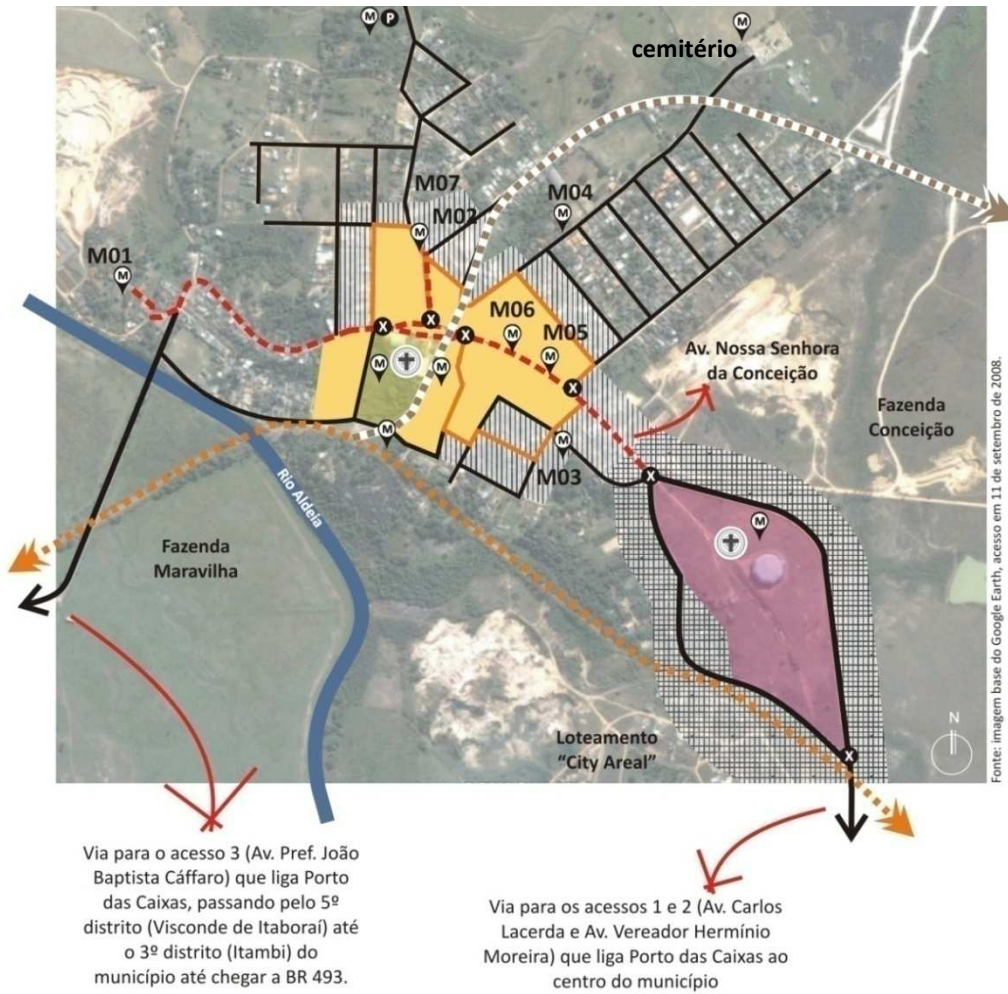 M P
M
cemitério
M07
M02
M
M04
M
M01
M
M06
M
M05
M
X
X
X
X
M
M
M
M
M03
X
Av. Nossa Senhora
da Conceição
Fazenda
Conceição
Rio Aldeia
Fazenda
Maravilha
M
Loteamento
“City Areal”
N
X
Fonte: imagem base do Google Earth, acesso em 11 de setembro de 2008.
Via para o acesso 3 (Av. Pref. João
Baptista Cáffaro) que liga Porto
das Caixas, passando pelo 5º
distrito (Visconde de Itaboraí) até
o 3º distrito (Itambi) do
município até chegar a BR 493.
Via para os acessos 1 e 2 (Av. Carlos
Lacerda e Av. Vereador Hermínio
Moreira) que liga Porto das Caixas ao
centro do município